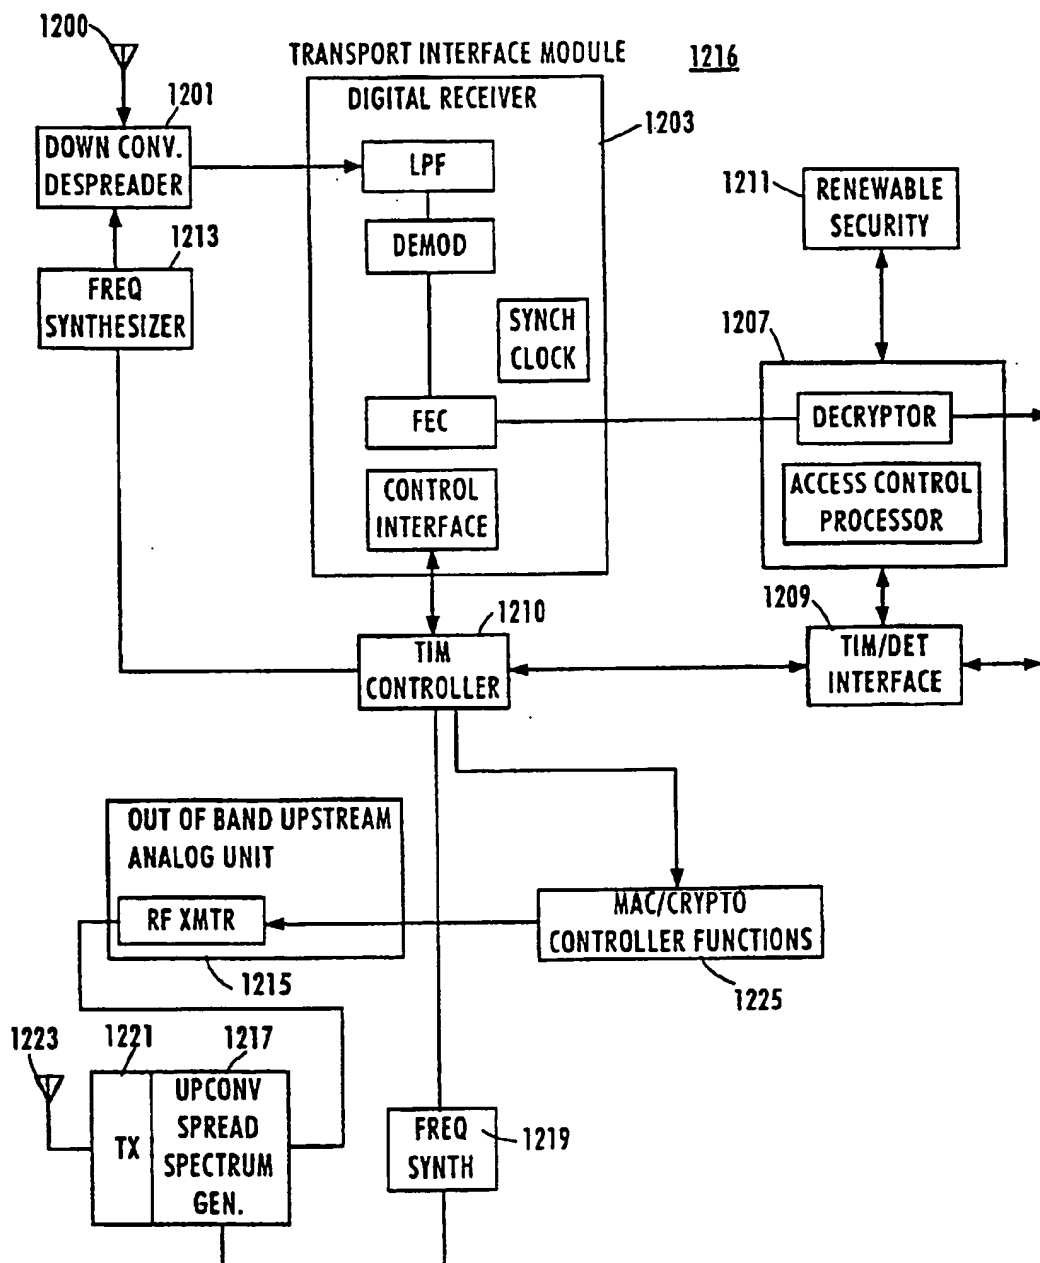 1200
TRANSPORT INTERFACE MODULE
1216
1201
DIGITAL RECEIVER
1203
DOWN CONV.
DESPREADER
LPF
1211
RENEWABLE
SECURITY
1213
DEMOD
FREQ
SYNTHESIZER
SYNCH
CLOCK
1207
FEC
DECRYPTOR
CONTROL
INTERFACE
ACCESS CONTROL
PROCESSOR
1210
1209
TIM
CONTROLLER
TIM/DET
INTERFACE
OUT OF BAND UPSTREAM
ANALOG UNIT
RF XMTR
MAC/CRYPTO
CONTROLLER FUNCTIONS
1215
1225
1223
1221
1217
TX
UPCONV
SPREAD
SPECTRUM
GEN.
FREQ
SYNTH
1219